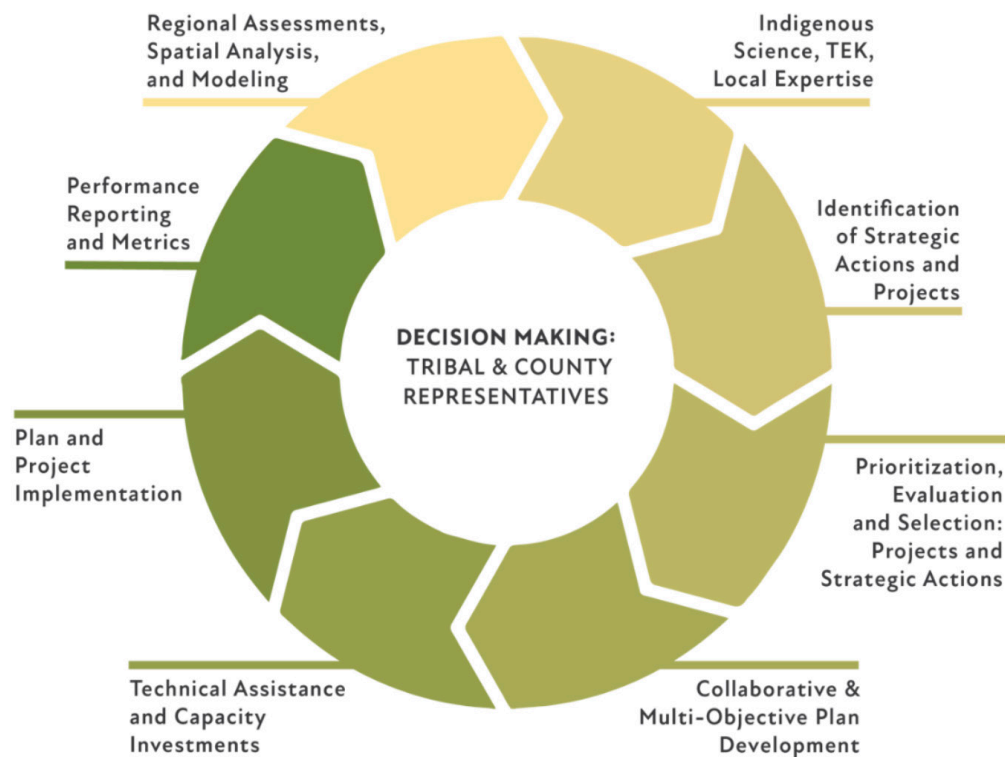 Regional Assessments,
Spatial Analysis,
and Modeling
Indigenous
Science, TEK,
Local Expertise
Identification
of Strategic
Actions and
Projects
Prioritization,
Evaluation
and Selection:
Projects and
Strategic Actions
Collaborative &
Multi-Objective Plan
Development
Technical Assistance
and Capacity
Investments
Plan and
Project
Implementation
Performance
Reporting
and Metrics
DECISION MAKING:
TRIBAL & COUNTY
REPRESENTATIVES